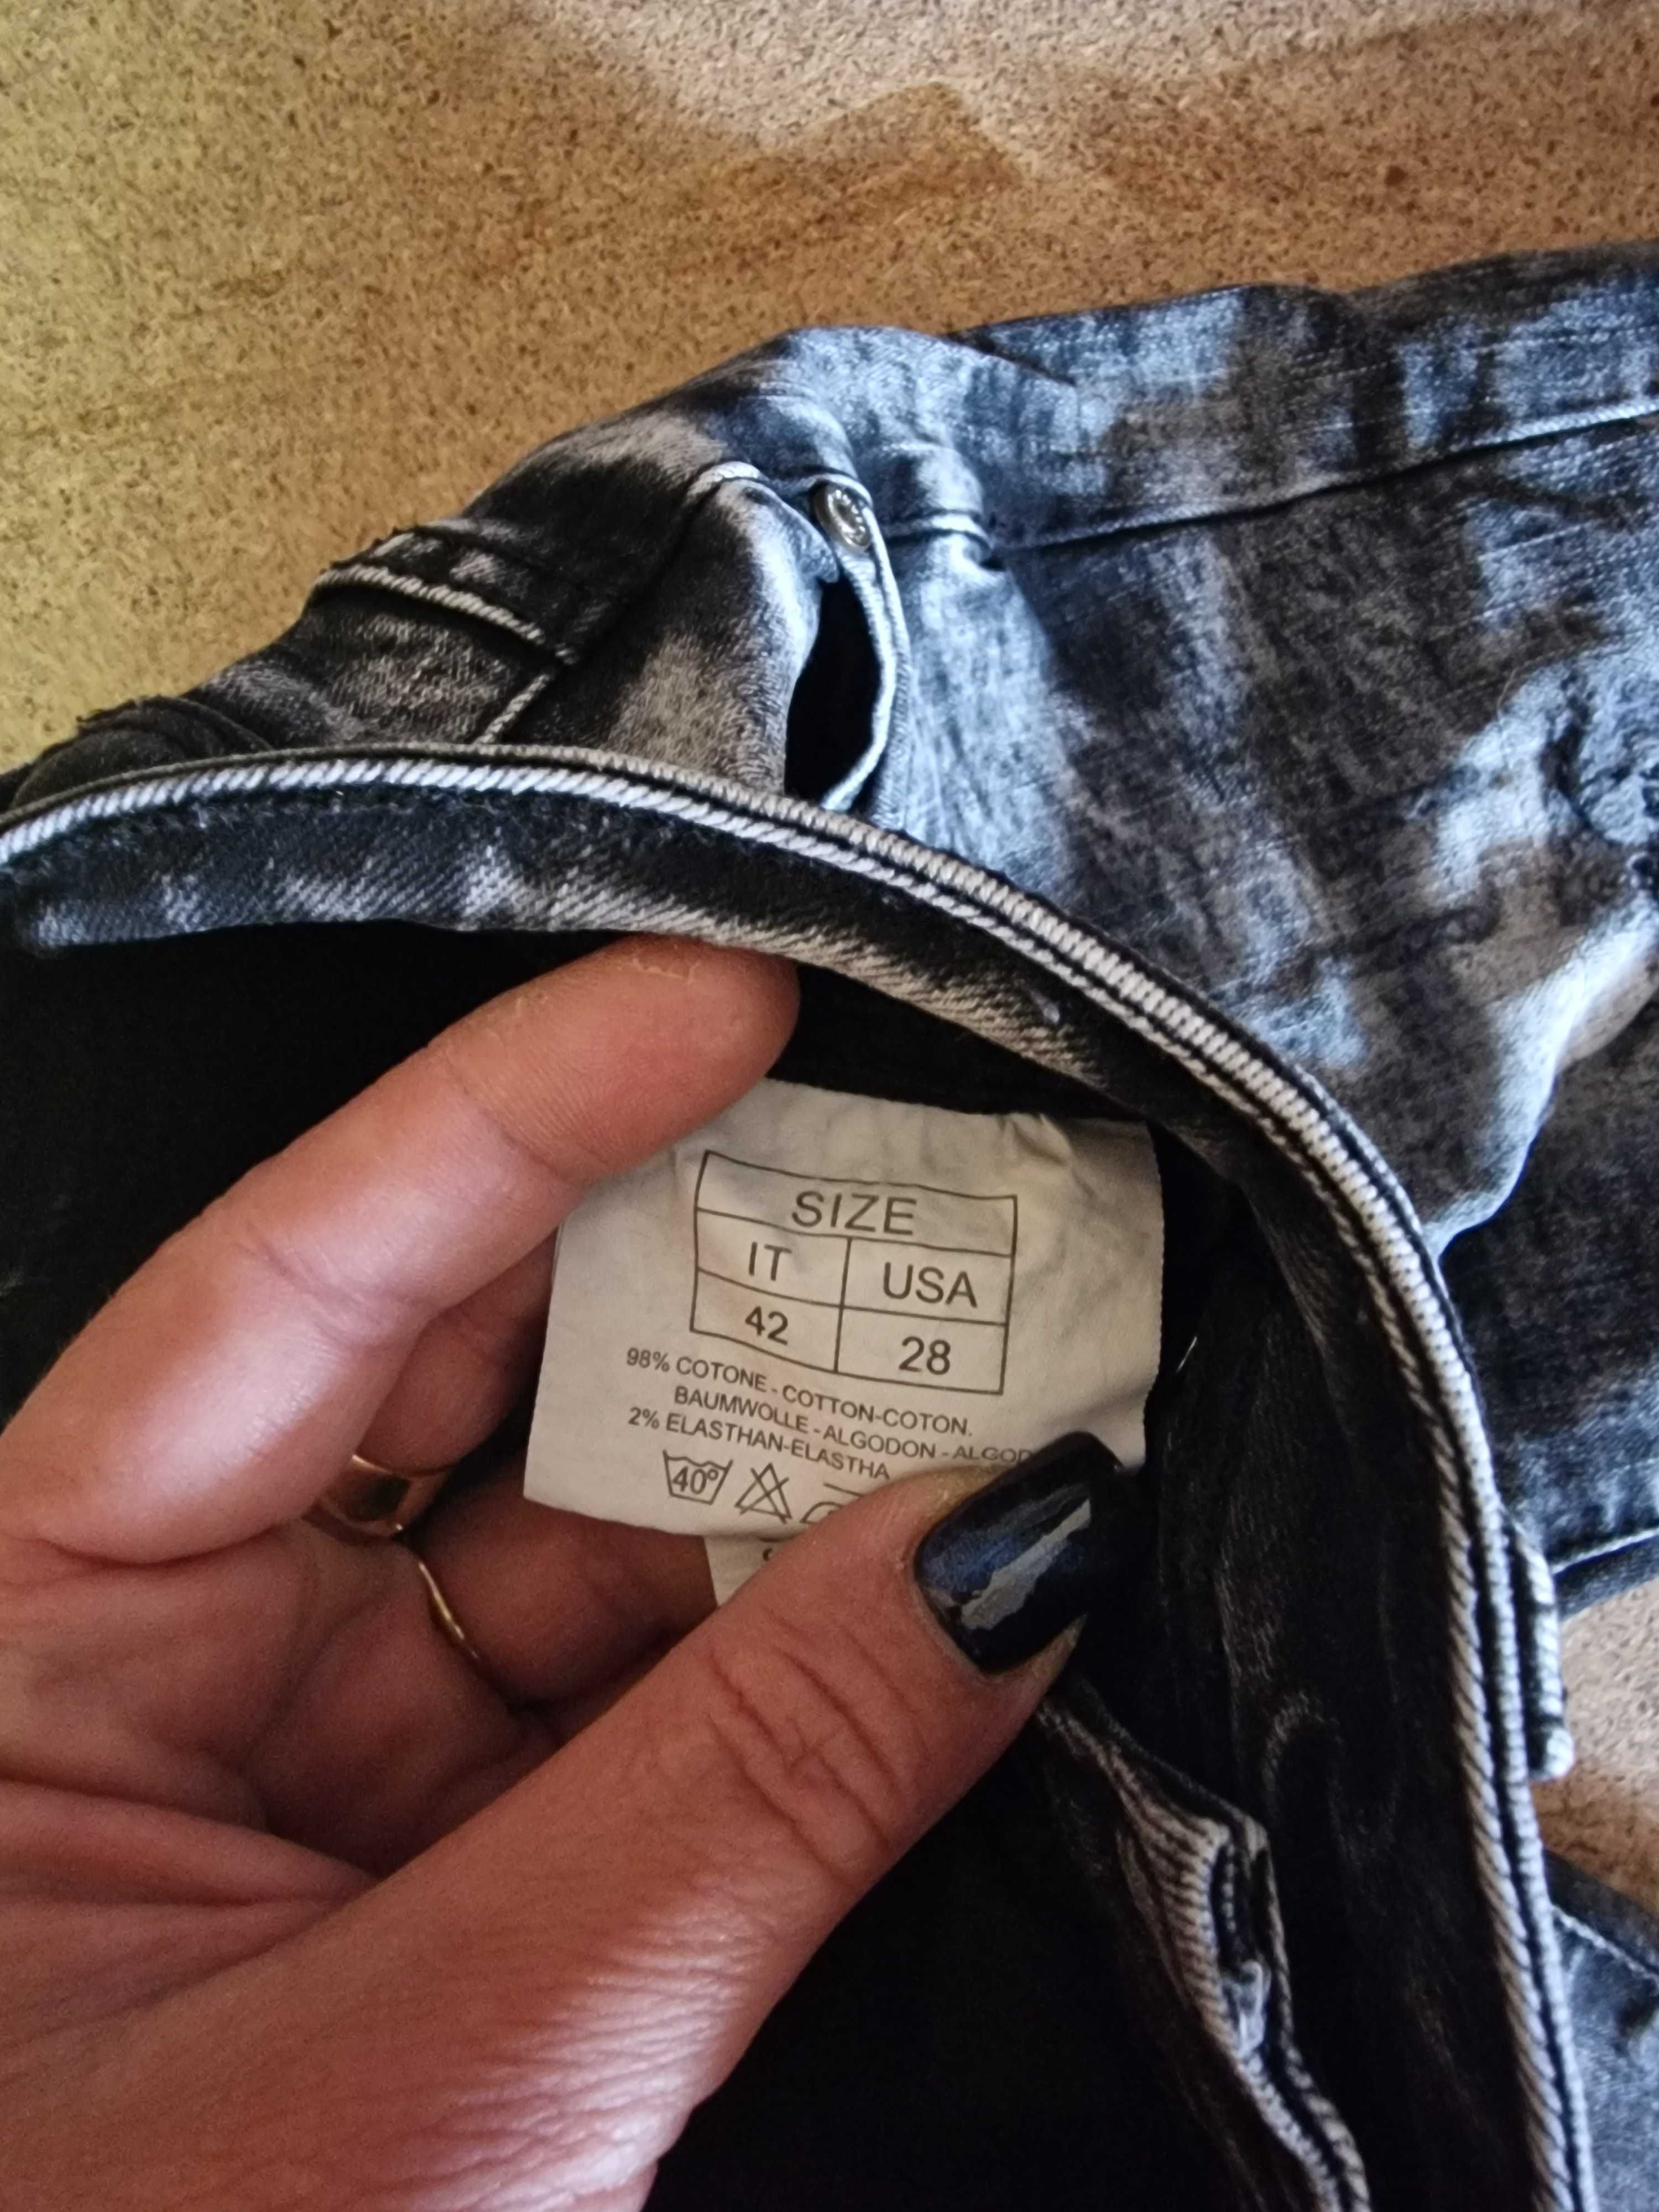 SIZE
IT USA
42 28
98% COTONE - COTTON-COTON.
BAUMWOLLE - ALGODON - ALGOD
2% ELASTHAN-ELASTHA
40°